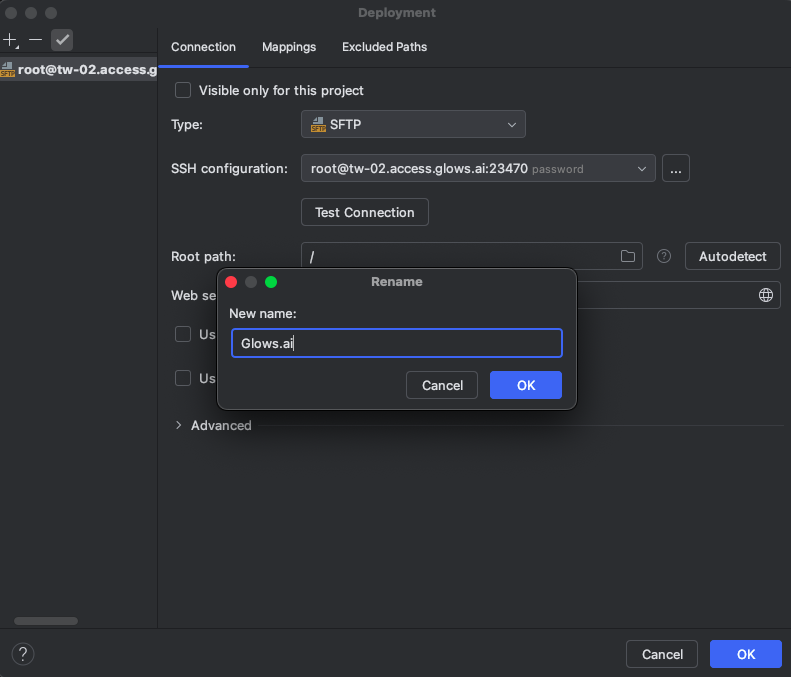 Deployment
root@tw-02.access.g
Connection Mappings Excluded Paths
Visible only for this project
Type: SFTP
SSH configuration: root@tw-02.access.glows.ai:23470 password ...
Test Connection
Root path: / ? Autodetect
Rename
Web se
New name:
Us
Glows.ai
Us
Cancel OK
Advanced
? Cancel OK